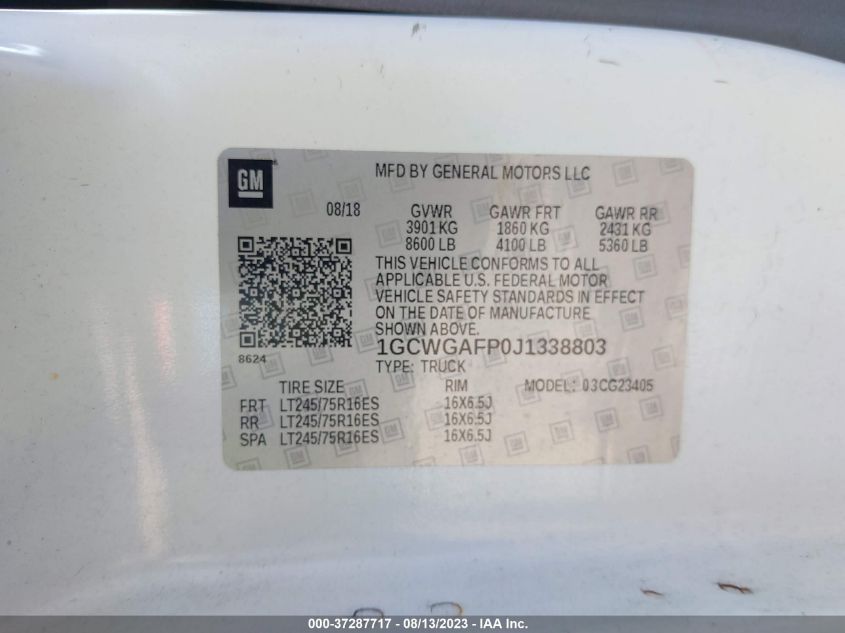 GM
MFD BY GENERAL MOTORS LLC
08/18 GVWR GAWR FRT GAWR RR
3901 KG 1860 KG 2431 KG
8600 LB 4100 LB 5360 LB
THIS VEHICLE CONFORMS TO ALL
APPLICABLE U.S. FEDERAL MOTOR
VEHICLE SAFETY STANDARDS IN EFFECT
ON THE DATE OF MANUFACTURE
SHOWN ABOVE.
1GCWGAFP0J1338803
8624
TYPE: TRUCK
TIRE SIZE RIM MODEL: 03CG23405
FRT LT245/75R16ES 16X6.5J
RR LT245/75R16ES 16X6.5J
SPA LT245/75R16ES 16X6.5J
000-37287717 - 08/13/2023 - IAA Inc.